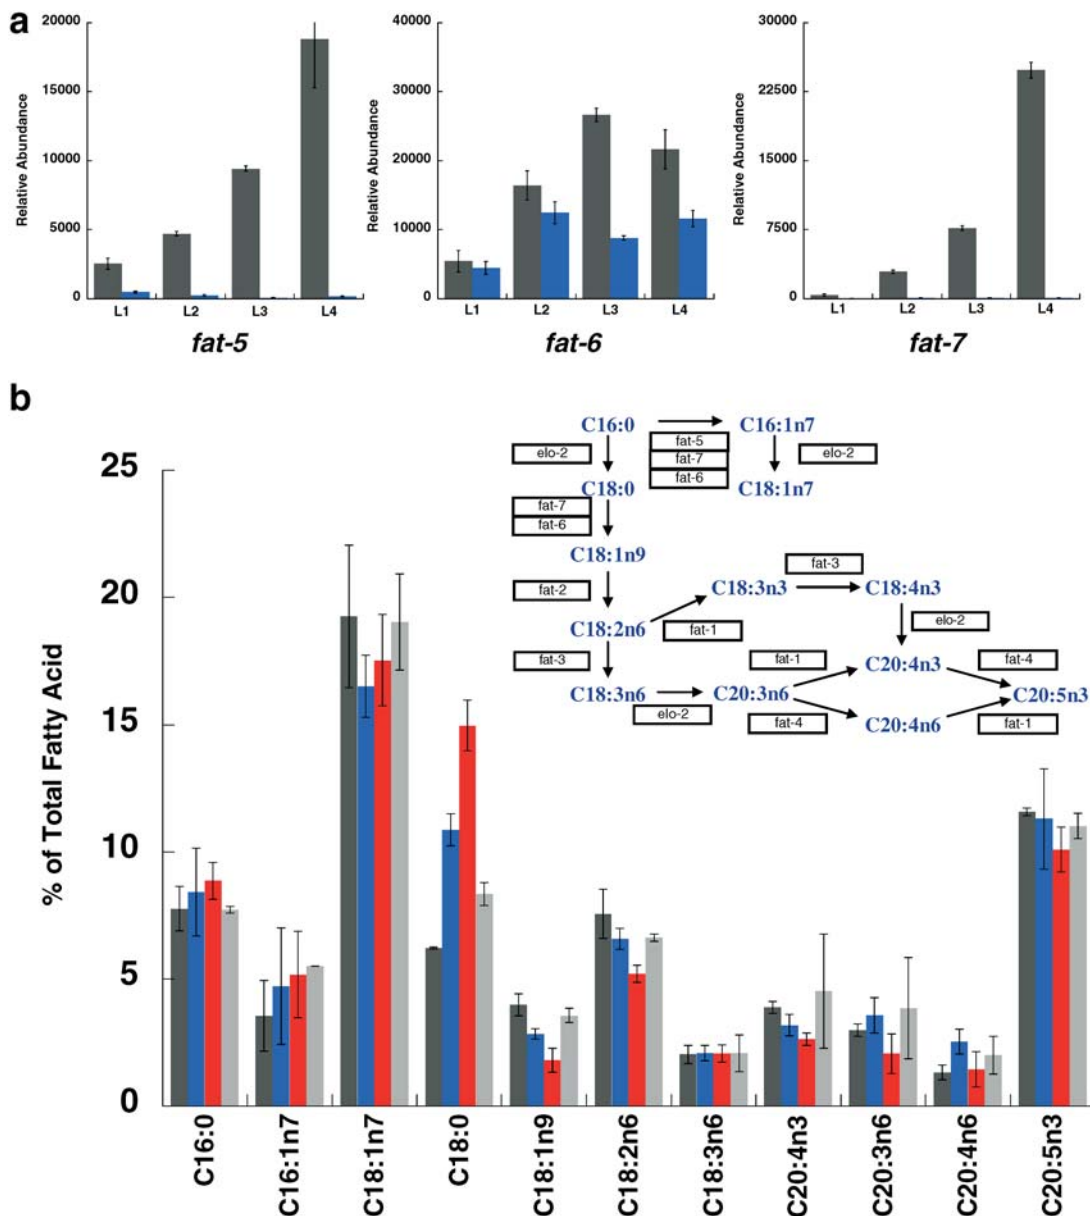 a
20000
15000
10000
5000
0
Relative Abundance
L1 L2 L3 L4
fat-5
40000
30000
20000
10000
0
Relative Abundance
L1 L2 L3 L4
fat-6
30000
22500
15000
7500
0
Relative Abundance
L1 L2 L3 L4
fat-7
b
C16:0 C16:1n7
elo-2 fat-5 elo-2
fat-7
C18:0 fat-6 C18:1n7
fat-7
fat-6
C18:1n9
fat-3
fat-2 C18:3n3 C18:4n3
C18:2n6 fat-1 elo-2
fat-3 fat-1 C20:4n3 fat-4
C18:3n6 C20:3n6 C20:5n3
elo-2 fat-4 C20:4n6 fat-1
25
20
15
10
5
0
% of Total Fatty Acid
C16:0
C16:1n7
C18:1n7
C18:0
C18:1n9
C18:2n6
C18:3n6
C20:4n3
C20:3n6
C20:4n6
C20:5n3